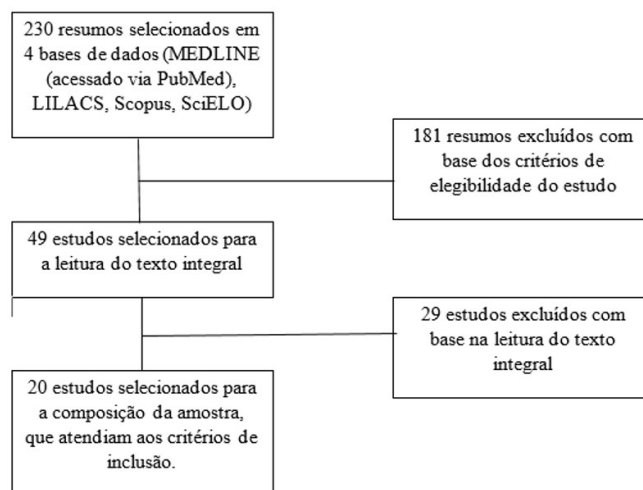 230 resumos selecionados em
4 bases de dados (MEDLINE
(acessado via PubMed),
LILACS, Scopus, SciELO)
181 resumos excluídos com
base dos critérios de
elegibilidade do estudo
49 estudos selecionados para
a leitura do texto integral
29 estudos excluídos com
base na leitura do texto
integral
20 estudos selecionados para
a composição da amostra,
que atendiam aos critérios de
inclusão.